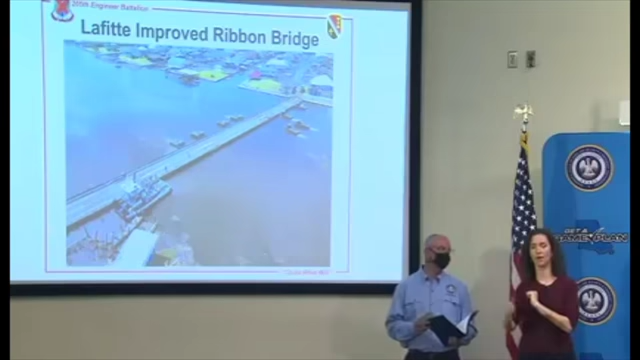 205th Engineer Battalion
Lafitte Improved Ribbon Bridge
GET A
GAME PLAN